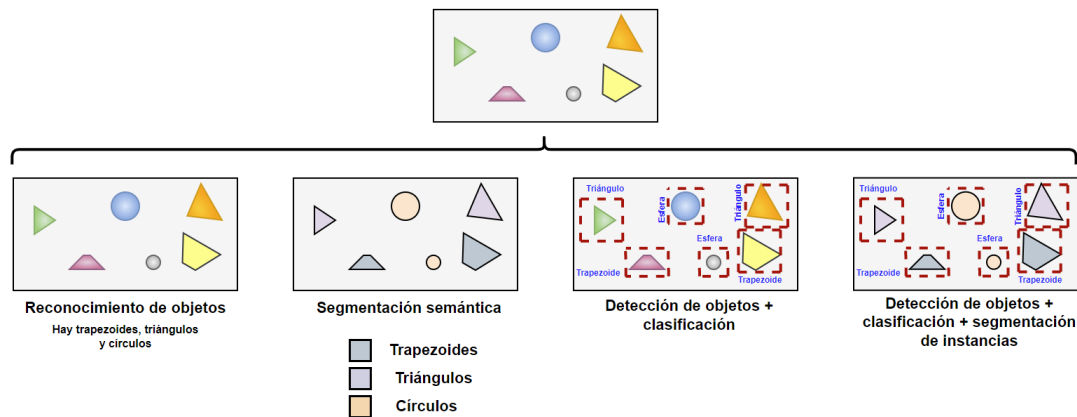 Reconocimiento de objetos
Hay trapezoides, triángulos
y circulos
Segmentación semántica
Trapezoides
Triángulos
Círculos
Triángulo
Esfera
Triángulo
Esfera
Trapezoide
Trapezoide
Detección de objetos +
clasificación
Triángulo
Esfera
Triángulo
Esfera
Trapezoide
Trapezoide
Detección de objetos +
clasificación + segmentación
de instancias